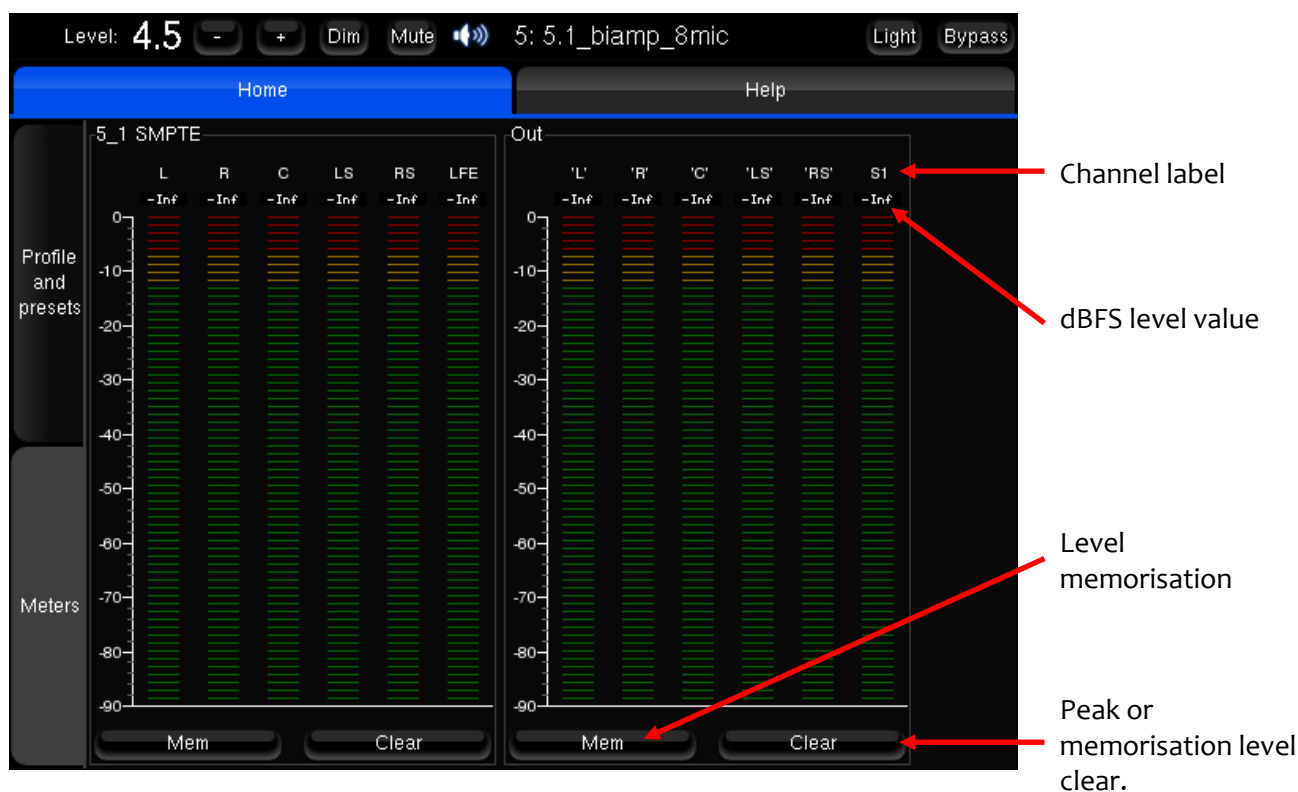 Level: 4.5 - + Dim Mute 5: 5.1_biamp_8mic Light Bypass
Home Help
5_1 SMPTE Out
L R C LS RS LFE 'L' 'R' 'C' 'LS' 'RS' S1
-Inf -Inf -Inf -Inf -Inf -Inf -Inf -Inf -Inf -Inf -Inf -Inf
Channel label
0 0
-10 -10
-20 -20
-30 -30
-40 -40
-50 -50
-60 -60
-70 -70
-80 -80
-90 -90
Profile
and
presets
Meters
dBFS level value
Level
memorisation
Mem Clear Mem Clear
Peak or
memorisation level
clear.